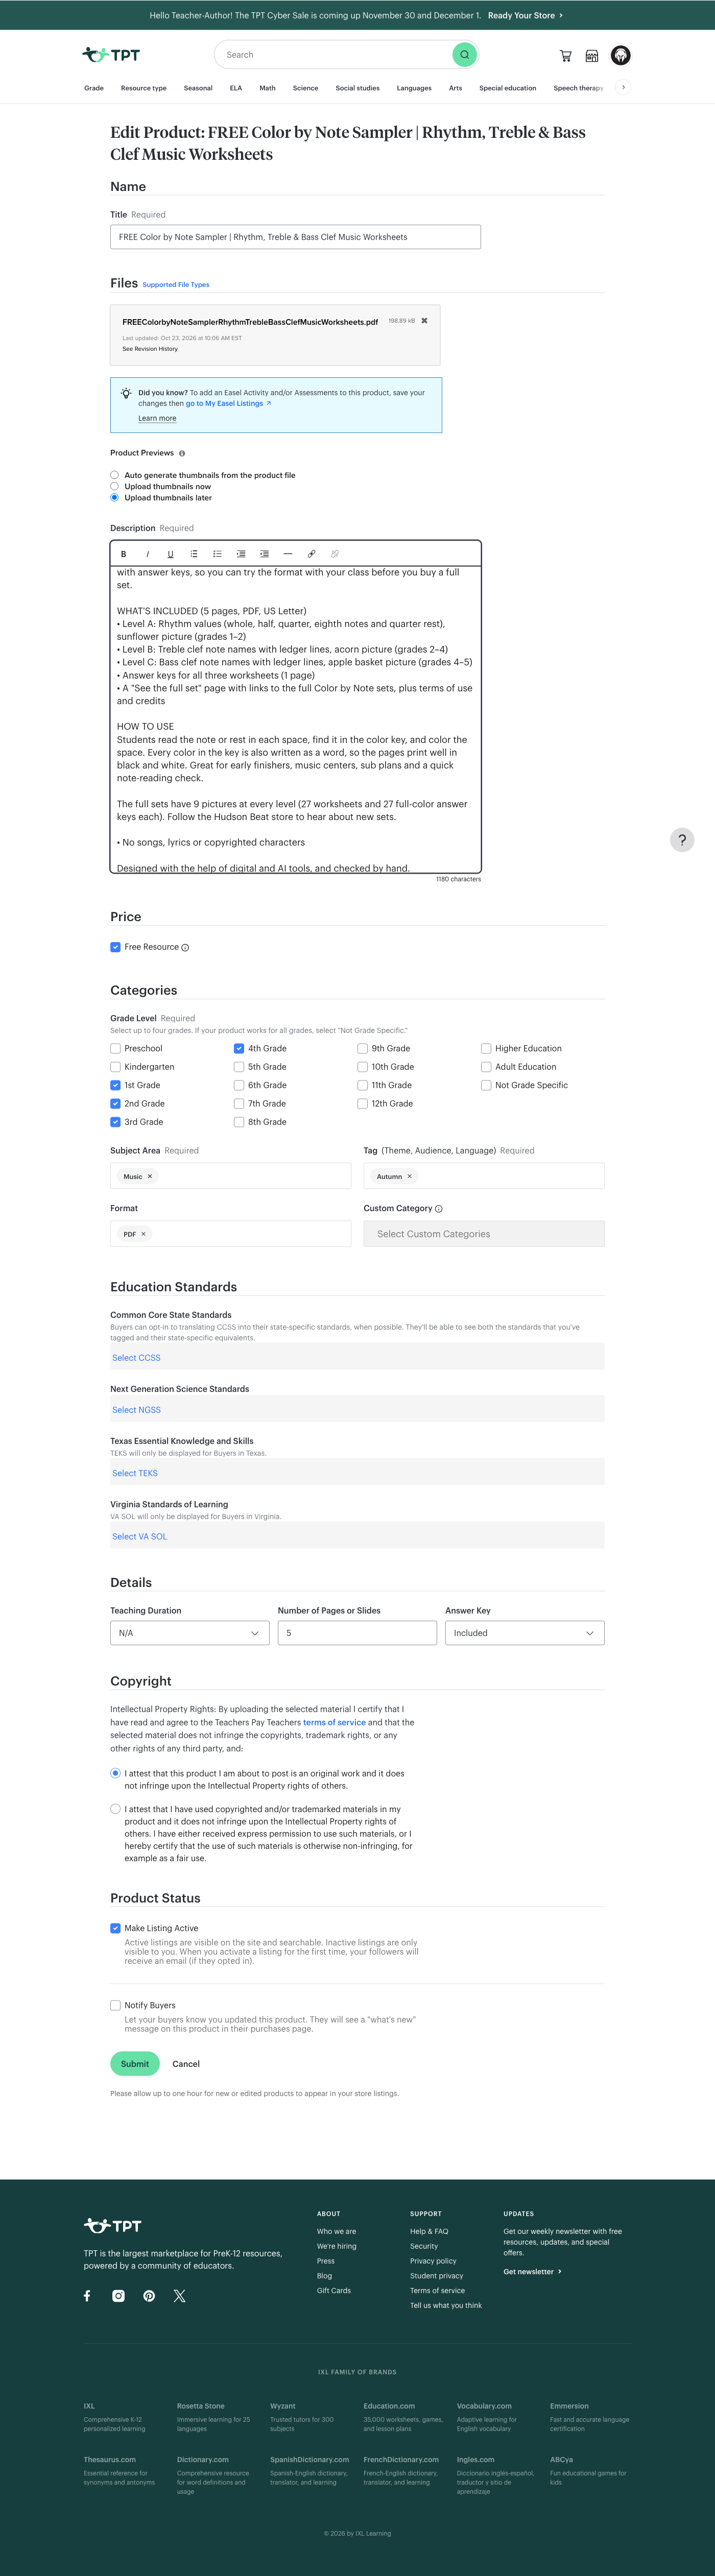 Hello Teacher-Author! The TPT Cyber Sale is coming up November 30 and December 1. Ready Your Store
TPT
Search
Grade Resource type Seasonal ELA Math Science Social studies Languages Arts Special education Speech therapy
Edit Product: FREE Color by Note Sampler | Rhythm, Treble & Bass
Clef Music Worksheets
Name
Title Required
FREE Color by Note Sampler | Rhythm, Treble & Bass Clef Music Worksheets
Files Supported File Types
FREEColorbyNoteSamplerRhythmTrebleBassClefMusicWorksheets.pdf 198.89 kB
Last updated: Oct 23, 2026 at 10:06 AM EST
See Revision History
Did you know? To add an Easel Activity and/or Assessments to this product, save your
changes then go to My Easel Listings
Learn more
Product Previews
Auto generate thumbnails from the product file
Upload thumbnails now
Upload thumbnails later
Description Required
B I U
with answer keys, so you can try the format with your class before you buy a full
set.
WHAT'S INCLUDED (5 pages, PDF, US Letter)
• Level A: Rhythm values (whole, half, quarter, eighth notes and quarter rest),
sunflower picture (grades 1–2)
• Level B: Treble clef note names with ledger lines, acorn picture (grades 2–4)
• Level C: Bass clef note names with ledger lines, apple basket picture (grades 4–5)
• Answer keys for all three worksheets (1 page)
• A "See the full set" page with links to the full Color by Note sets, plus terms of use
and credits
HOW TO USE
Students read the note or rest in each space, find it in the color key, and color the
space. Every color in the key is also written as a word, so the pages print well in
black and white. Great for early finishers, music centers, sub plans and a quick
note-reading check.
The full sets have 9 pictures at every level (27 worksheets and 27 full-color answer
keys each). Follow the Hudson Beat store to hear about new sets.
• No songs, lyrics or copyrighted characters
Designed with the help of digital and AI tools, and checked by hand.
1180 characters
?
Price
Free Resource
Categories
Grade Level Required
Select up to four grades. If your product works for all grades, select "Not Grade Specific."
Preschool 4th Grade 9th Grade Higher Education
Kindergarten 5th Grade 10th Grade Adult Education
1st Grade 6th Grade 11th Grade Not Grade Specific
2nd Grade 7th Grade 12th Grade
3rd Grade 8th Grade
Subject Area Required Tag (Theme, Audience, Language) Required
Music Autumn
Format Custom Category
PDF Select Custom Categories
Education Standards
Common Core State Standards
Buyers can opt-in to translating CCSS into their state-specific standards, when possible. They'll be able to see both the standards that you've
tagged and their state-specific equivalents.
Select CCSS
Next Generation Science Standards
Select NGSS
Texas Essential Knowledge and Skills
TEKS will only be displayed for Buyers in Texas.
Select TEKS
Virginia Standards of Learning
VA SOL will only be displayed for Buyers in Virginia.
Select VA SOL
Details
Teaching Duration Number of Pages or Slides Answer Key
N/A 5 Included
Copyright
Intellectual Property Rights: By uploading the selected material I certify that I
have read and agree to the Teachers Pay Teachers terms of service and that the
selected material does not infringe the copyrights, trademark rights, or any
other rights of any third party, and:
I attest that this product I am about to post is an original work and it does
not infringe upon the Intellectual Property rights of others.
I attest that I have used copyrighted and/or trademarked materials in my
product and it does not infringe upon the Intellectual Property rights of
others. I have either received express permission to use such materials, or I
hereby certify that the use of such materials is otherwise non-infringing, for
example as a fair use.
Product Status
Make Listing Active
Active listings are visible on the site and searchable. Inactive listings are only
visible to you. When you activate a listing for the first time, your followers will
receive an email (if they opted in).
Notify Buyers
Let your buyers know you updated this product. They will see a "what's new"
message on this product in their purchases page.
Submit Cancel
Please allow up to one hour for new or edited products to appear in your store listings.
TPT
TPT is the largest marketplace for PreK-12 resources,
powered by a community of educators.
ABOUT
Who we are
We're hiring
Press
Blog
Gift Cards
SUPPORT
Help & FAQ
Security
Privacy policy
Student privacy
Terms of service
Tell us what you think
UPDATES
Get our weekly newsletter with free
resources, updates, and special
offers.
Get newsletter
IXL FAMILY OF BRANDS
IXL
Comprehensive K-12
personalized learning
Rosetta Stone
Immersive learning for 25
languages
Wyzant
Trusted tutors for 300
subjects
Education.com
35,000 worksheets, games,
and lesson plans
Vocabulary.com
Adaptive learning for
English vocabulary
Emmersion
Fast and accurate language
certification
Thesaurus.com
Essential reference for
synonyms and antonyms
Dictionary.com
Comprehensive resource
for word definitions and
usage
SpanishDictionary.com
Spanish-English dictionary,
translator, and learning
FrenchDictionary.com
French-English dictionary,
translator, and learning
Ingles.com
Diccionario inglés-español,
traductor y sitio de
aprendizaje
ABCya
Fun educational games for
kids
© 2026 by IXL Learning